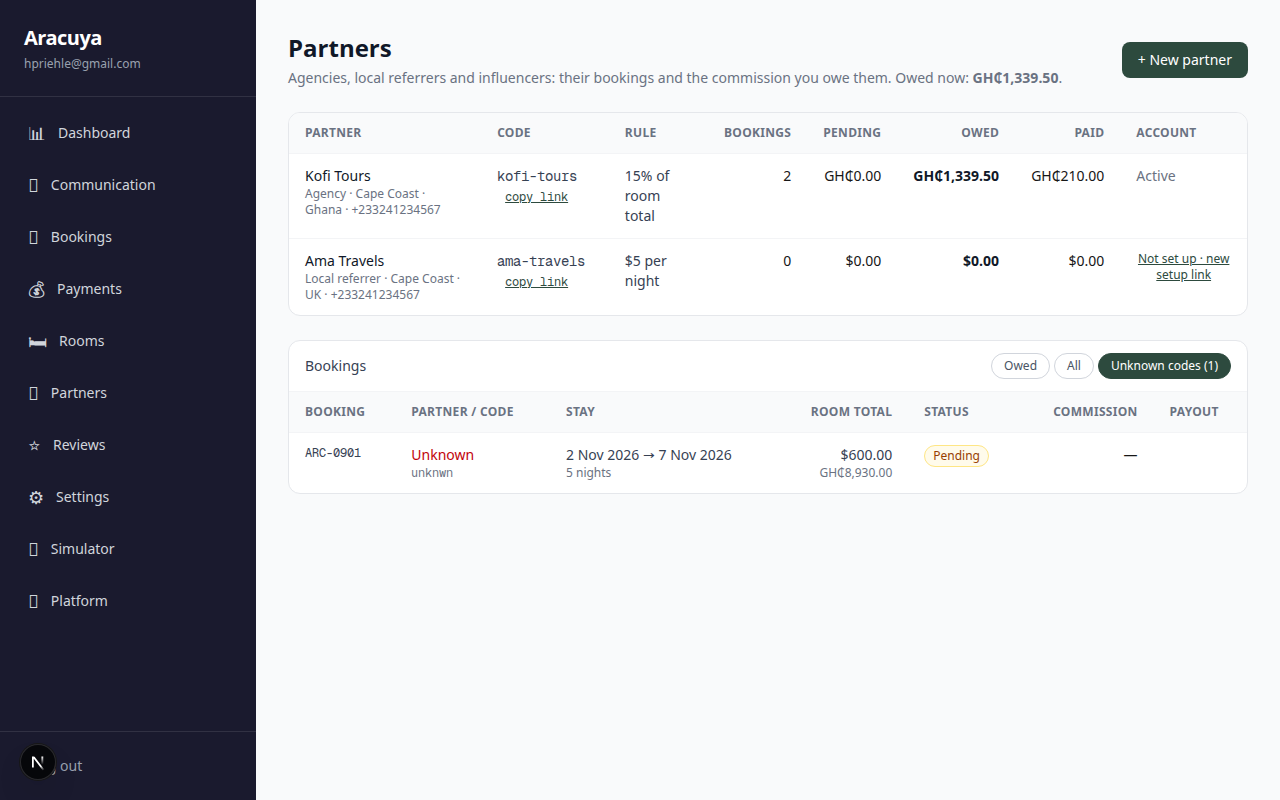 Aracuya
hpriehle@gmail.com
Dashboard
Communication
Bookings
Payments
Rooms
Partners
Reviews
Settings
Simulator
Platform
out
Partners
Agencies, local referrers and influencers: their bookings and the commission you owe them. Owed now: GH₵1,339.50.
+ New partner
PARTNER CODE RULE BOOKINGS PENDING OWED PAID ACCOUNT
Kofi Tours kofi-tours 15% of room total 2 GH₵0.00 GH₵1,339.50 GH₵210.00 Active
Agency · Cape Coast · Ghana · +233241234567 copy link
Ama Travels ama-travels $5 per night 0 $0.00 $0.00 $0.00 Not set up · new setup link
Local referrer · Cape Coast · UK · +233241234567 copy link
Bookings Owed All Unknown codes (1)
BOOKING PARTNER / CODE STAY ROOM TOTAL STATUS COMMISSION PAYOUT
ARC-0901 Unknown 2 Nov 2026 → 7 Nov 2026 $600.00 Pending —
unknwn 5 nights GH₵8,930.00